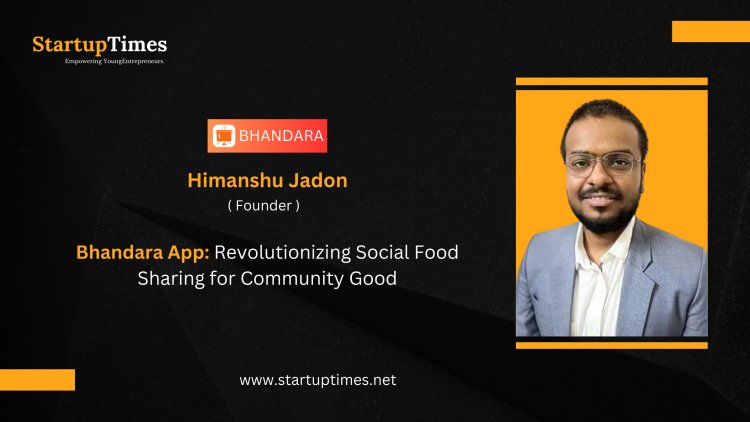 StartupTimes
Empowering YoungEntrepreneurs.
BHANDARA
Himanshu Jadon
( Founder )
Bhandara App: Revolutionizing Social Food
Sharing for Community Good
www.startuptimes.net